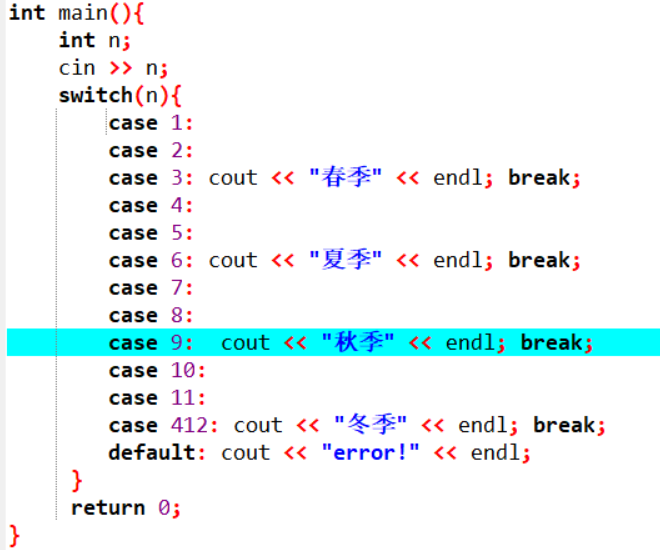 int main(){
    int n;
    cin >> n;
    switch(n){
        case 1:
        case 2:
        case 3: cout << "春季" << endl; break;
        case 4:
        case 5:
        case 6: cout << "夏季" << endl; break;
        case 7:
        case 8:
        case 9:  cout << "秋季" << endl; break;
        case 10:
        case 11:
        case 412: cout << "冬季" << endl; break;
        default: cout << "error!" << endl;
     }
     return 0;
}